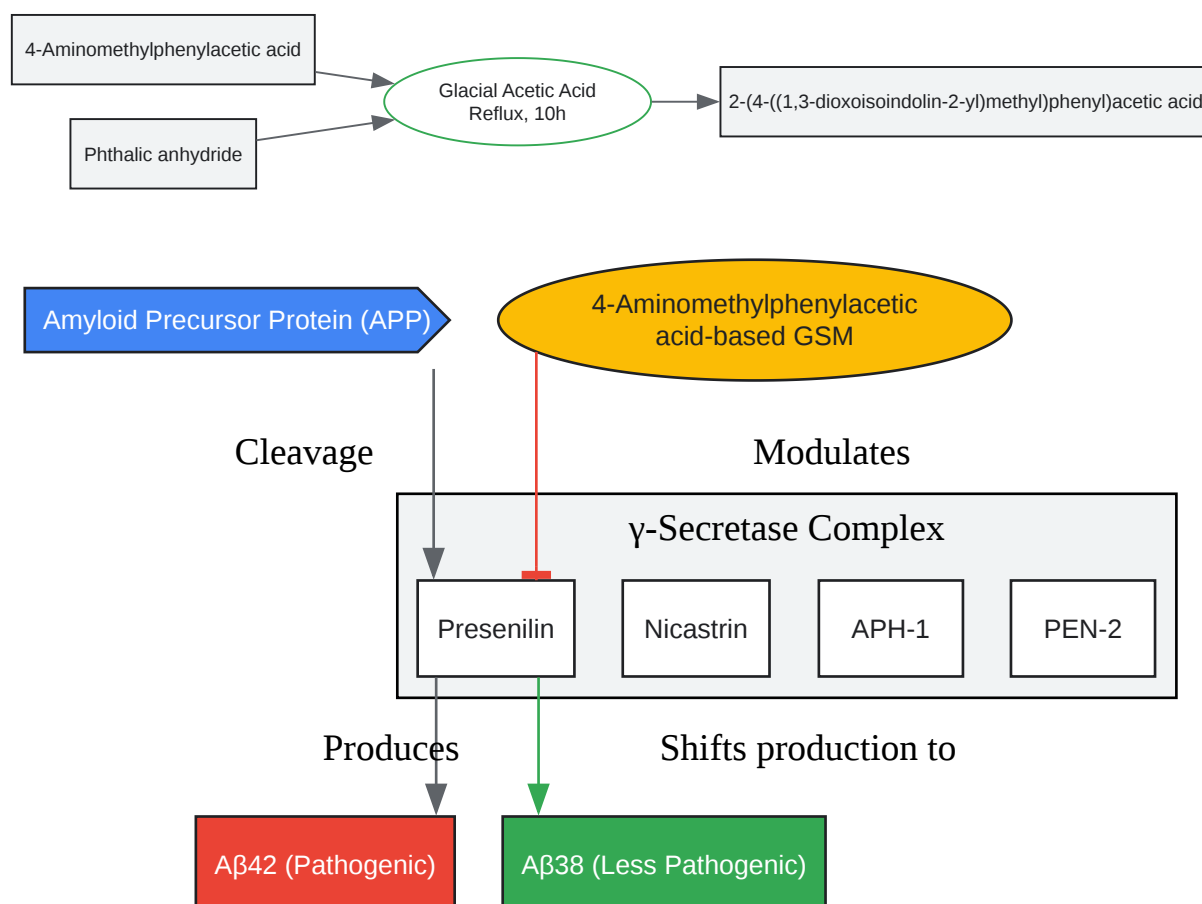 4-Aminomethylphenylacetic acid
Phthalic anhydride
Glacial Acetic Acid
Reflux, 10h
2-(4-((1,3-dioxoisoindolin-2-yl)methyl)phenyl)acetic acid
Amyloid Precursor Protein (APP)
4-Aminomethylphenylacetic
acid-based GSM
Cleavage
Modulates
γ-Secretase Complex
Presenilin
Nicastrin
APH-1
PEN-2
Produces
Shifts production to
Aβ42 (Pathogenic)
Aβ38 (Less Pathogenic)